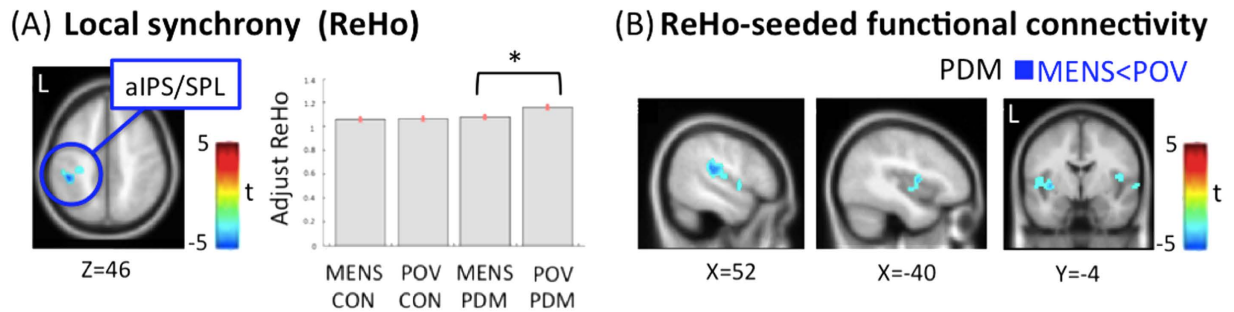 (A) Local synchrony (ReHo)
L
aIPS/SPL
5
t
-5
Z=46
Adjust ReHo
1.4
1.2
1
0.8
0.6
0.4
0.2
0
*
MENS CON
POV CON
MENS PDM
POV PDM
(B) ReHo-seeded functional connectivity
PDM MENS<POV
L
5
t
-5
X=52
X=-40
Y=-4